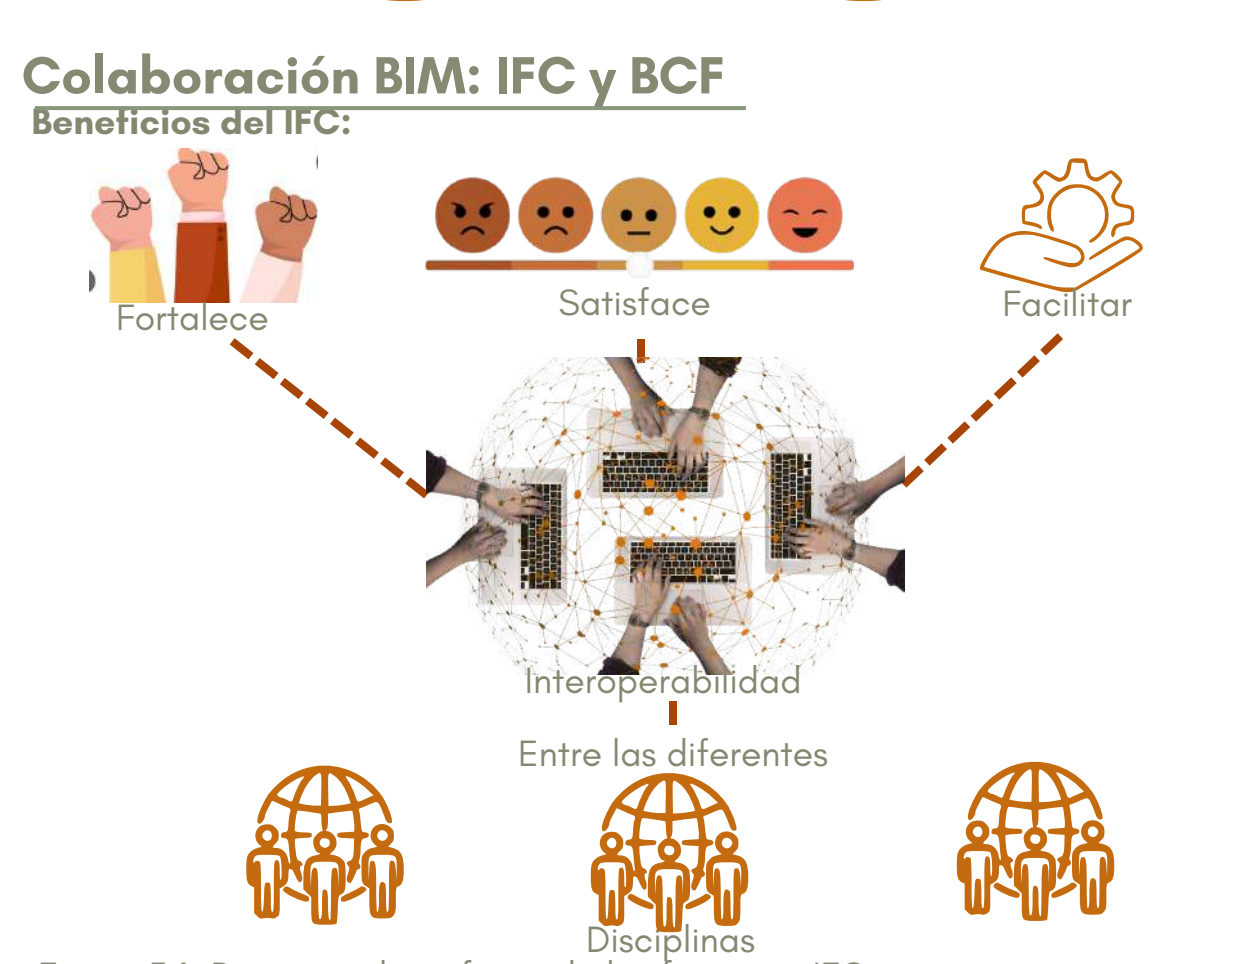 Colaboración BIM: IFC y BCF
Beneficios del IFC:
Fortalece
Satisface
Facilitar
Interoperabilidad
Entre las diferentes
Disciplinas